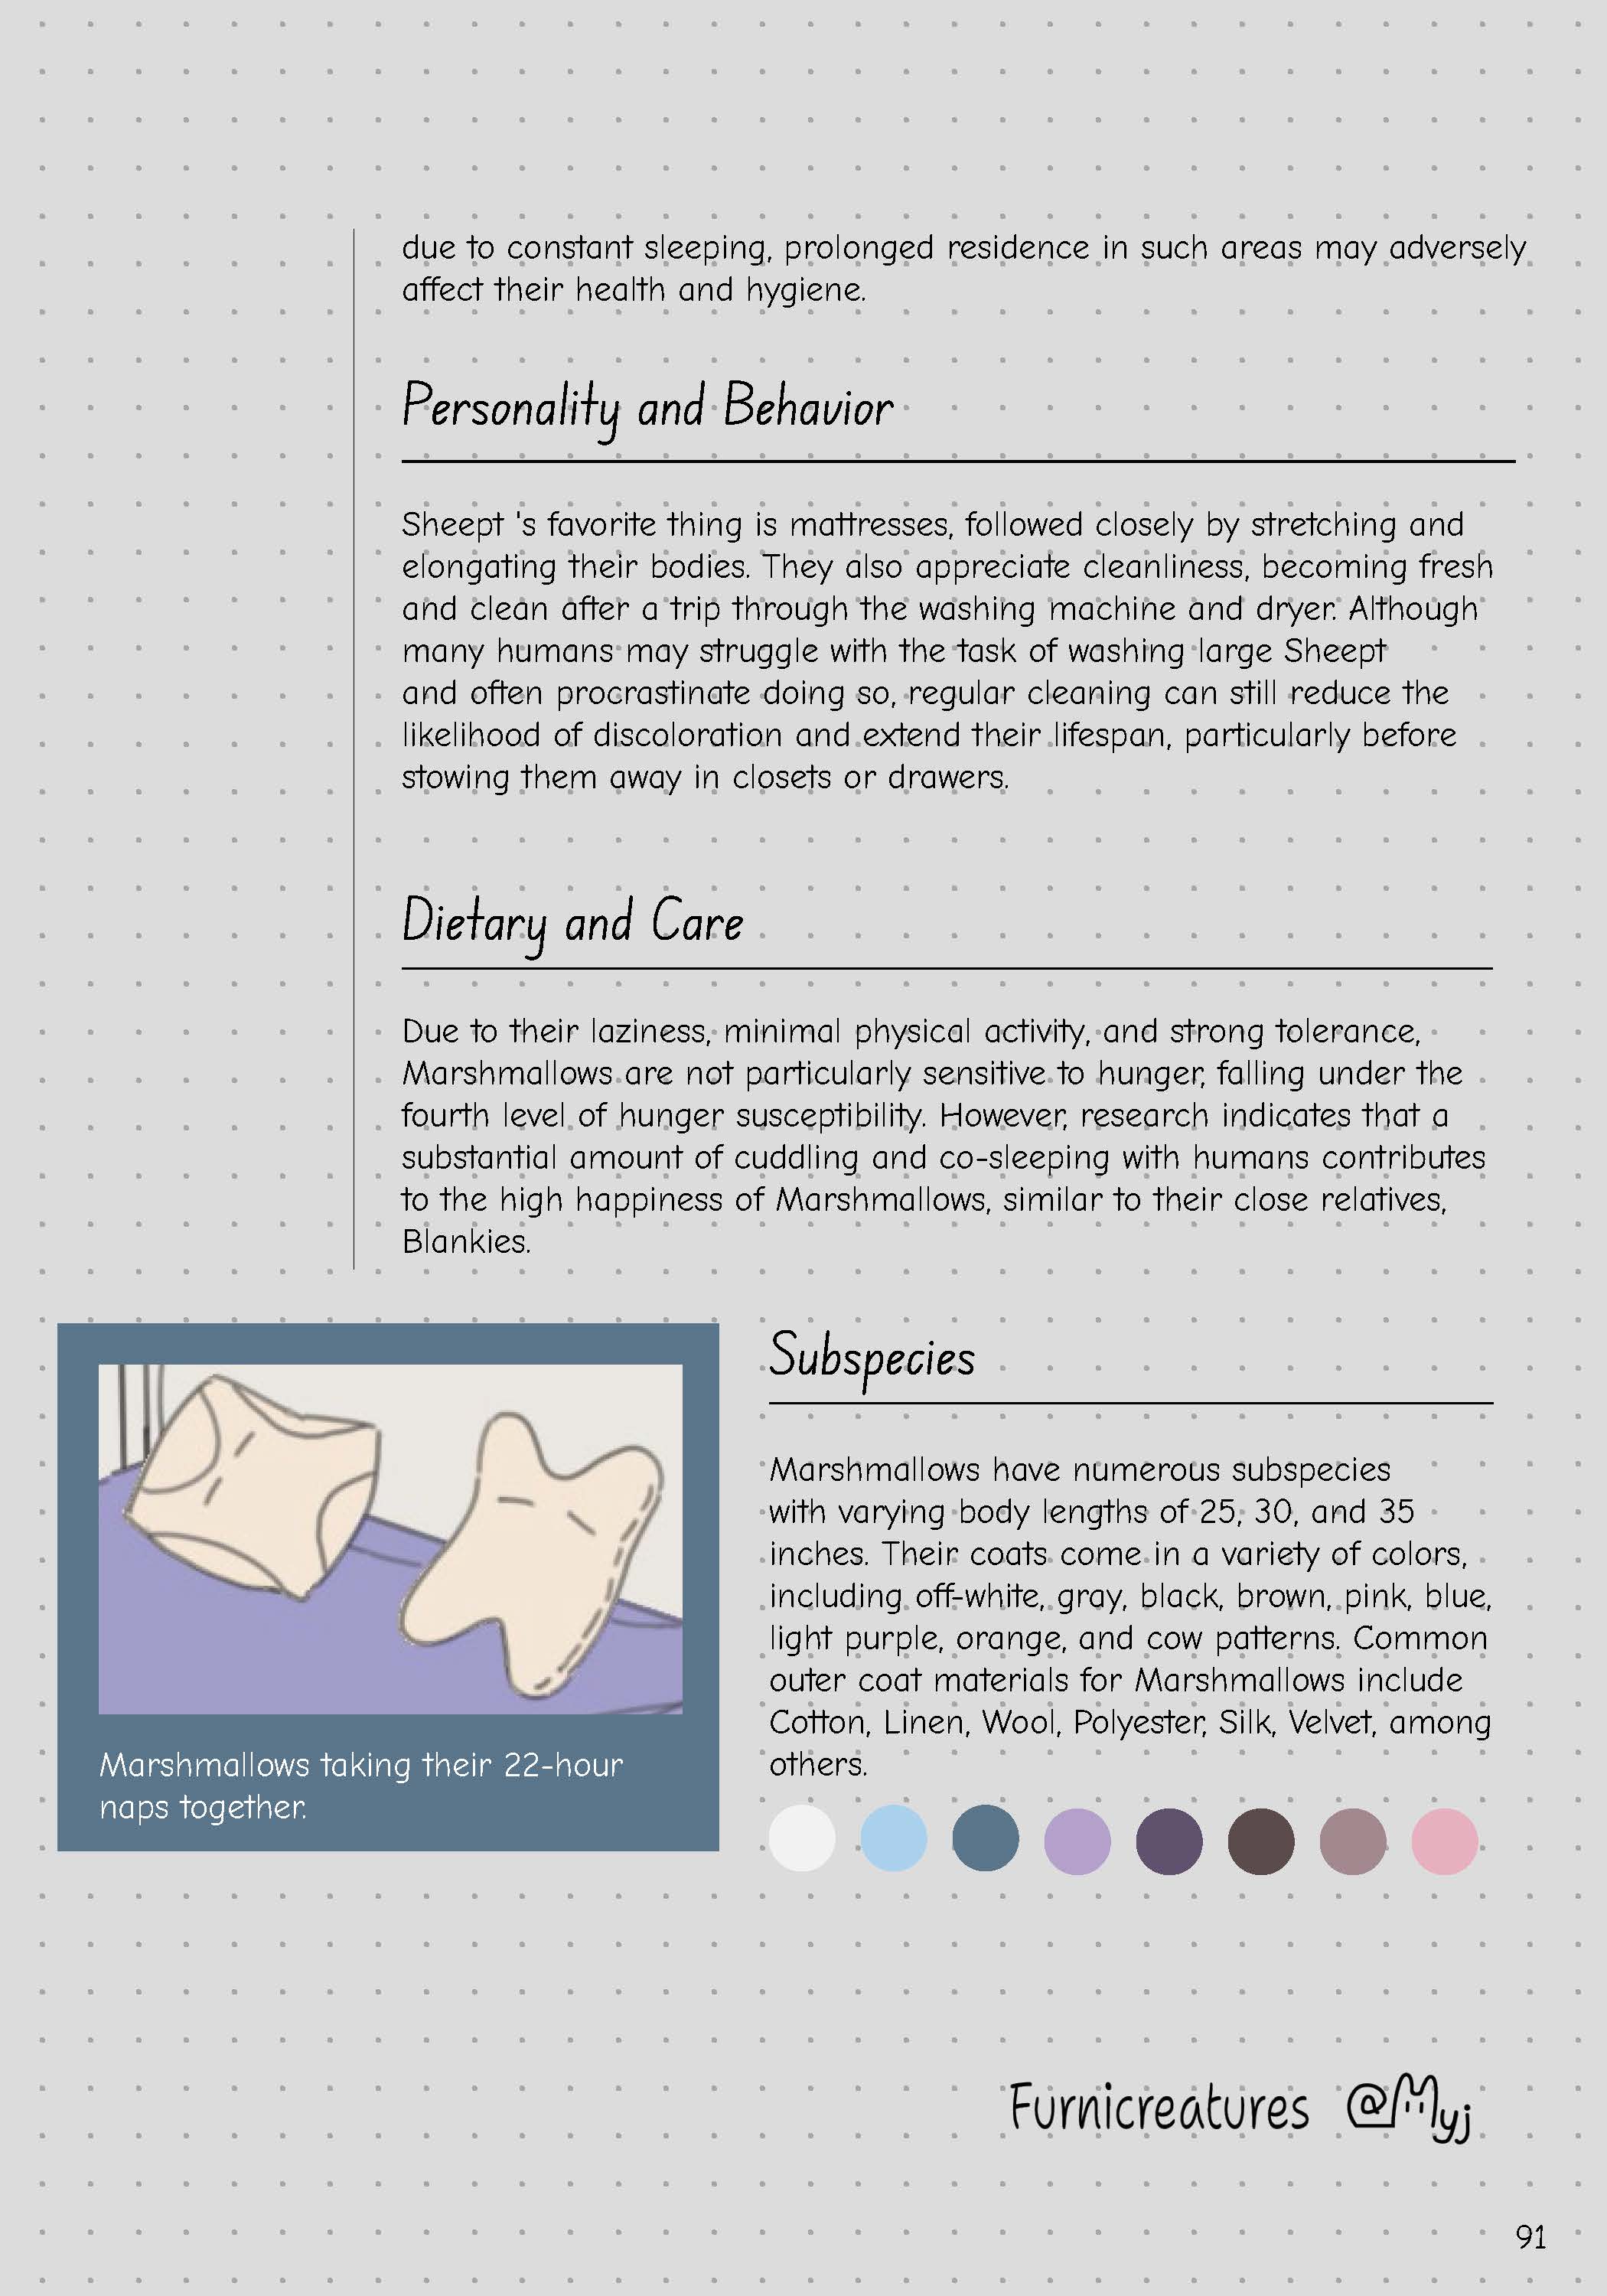 due to constant sleeping, prolonged residence in such areas may adversely
affect their health and hygiene.
Personality and Behavior
Sheept 's favorite thing is mattresses, followed closely by stretching and
elongating their bodies. They also appreciate cleanliness, becoming fresh
and clean after a trip through the washing machine and dryer. Although
many humans may struggle with the task of washing large Sheept
and often procrastinate doing so, regular cleaning can still reduce the
likelihood of discoloration and extend their lifespan, particularly before
stowing them away in closets or drawers.
Dietary and Care
Due to their laziness, minimal physical activity, and strong tolerance,
Marshmallows are not particularly sensitive to hunger, falling under the
fourth level of hunger susceptibility. However, research indicates that a
substantial amount of cuddling and co-sleeping with humans contributes
to the high happiness of Marshmallows, similar to their close relatives,
Blankies.
Marshmallows taking their 22-hour
naps together.
Subspecies
Marshmallows have numerous subspecies
with varying body lengths of 25, 30, and 35
inches. Their coats come in a variety of colors,
including off-white, gray, black, brown, pink, blue,
light purple, orange, and cow patterns. Common
outer coat materials for Marshmallows include
Cotton, Linen, Wool, Polyester, Silk, Velvet, among
others.
Furnicreatures @Myj
91